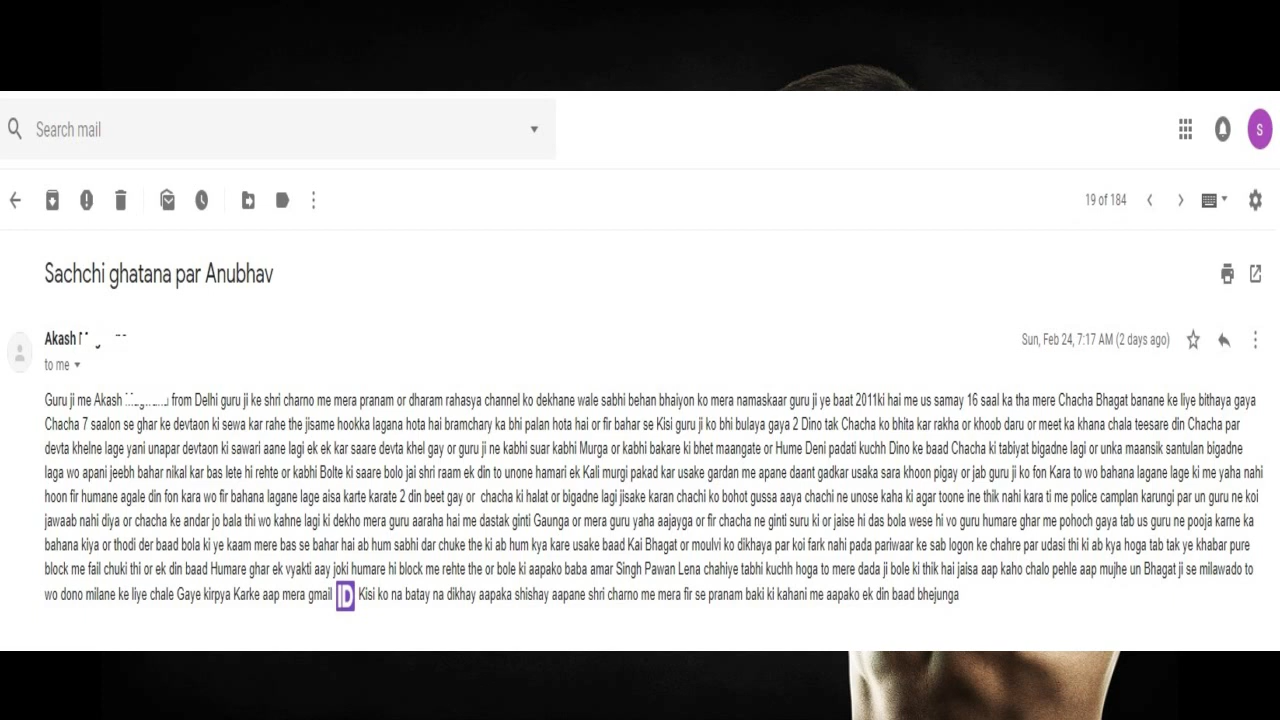 Search mail
S
19 of 184
Sachchi ghatana par Anubhav
Akash
Sun, Feb 24, 7:17 AM (2 days ago)
to me
Guru ji me Akash from Delhi guru ji ke shri charno me mera pranam or dharam rahasya channel ko dekhane wale sabhi behan bhaiyon ko mera namaskaar guru ji ye baat 2011ki hai me us samay 16 saal ka tha mere Chacha Bhagat banane ke liye bithaya gaya
Chacha 7 saalon se ghar ke devtaon ki sewa kar rahe the jisame hookka lagana hota hai bramchary ka bhi palan hota hai or fir bahar se Kisi guru ji ko bhi bulaya gaya 2 Dino tak Chacha ko bhita kar rakha or khoob daru or meet ka khana chala teesare din Chacha par
devta khelne lage yani unapar devtaon ki sawari aane lagi ek ek kar saare devta khel gay or guru ji ne kabhi suar kabhi Murga or kabhi bakare ki bhet maangate or Hume Deni padati kuchh Dino ke baad Chacha ki tabiyat bigadne lagi or unka maansik santulan bigadne
laga wo apani jeebh bahar nikal kar bas lete hi rehte or kabhi Bolte ki saare bolo jai shri raam ek din to unone hamari ek Kali murgi pakad kar usake gardan me apane daant gadkar usaka sara khoon pigay or jab guru ji ko fon Kara to wo bahana lagane lage ki me yaha nahi
hoon fir humane agale din fon kara wo fir bahana lagane lage aisa karte karate 2 din beet gay or chacha ki halat or bigadne lagi jisake karan chachi ko bohot gussa aaya chachi ne unose kaha ki agar toone ine thik nahi kara ti me police camplan karungi par un guru ne koi
jawaab nahi diya or chacha ke andar jo bala thi wo kahne lagi ki dekho mera guru aaraha hai me dastak ginti Gaunga or mera guru yaha aajayga or fir chacha ne ginti suru ki or jaise hi das bola wese hi vo guru humare ghar me pohoch gaya tab us guru ne pooja karne ka
bahana kiya or thodi der baad bola ki ye kaam mere bas se bahar hai ab hum sabhi dar chuke the ki ab hum kya kare usake baad Kai Bhagat or moulvi ko dikhaya par koi fark nahi pada pariwaar ke sab logon ke chahre par udasi thi ki ab kya hoga tab tak ye khabar pure
block me fail chuki thi or ek din baad Humare ghar ek vyakti aay joki humare hi block me rehte the or bole ki aapako baba amar Singh Pawan Lena chahiye tabhi kuchh hoga to mere dada ji bole ki thik hai jaisa aap kaho chalo pehle aap mujhe un Bhagat ji se milawado to
wo dono milane ke liye chale Gaye kirpya Karke aap mera gmail ID Kisi ko na batay na dikhay aapaka shishay aapane shri charno me mera fir se pranam baki ki kahani me aapako ek din baad bhejunga